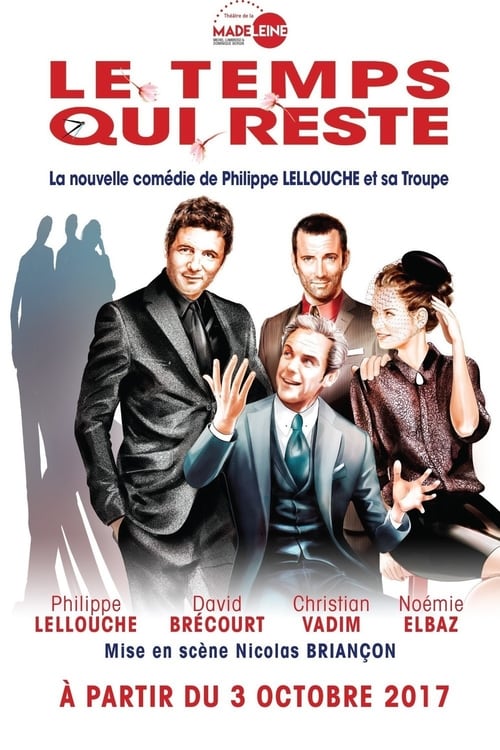 Théâtre de la
MADELEINE
LE TEMPS
QUI RESTE
La nouvelle comédie de Philippe LELLOUCHE et sa Troupe
Philippe David Christian Noémie
LELLOUCHE BRÉCOURT VADIM ELBAZ
Mise en scène Nicolas BRIANÇON
À PARTIR DU 3 OCTOBRE 2017